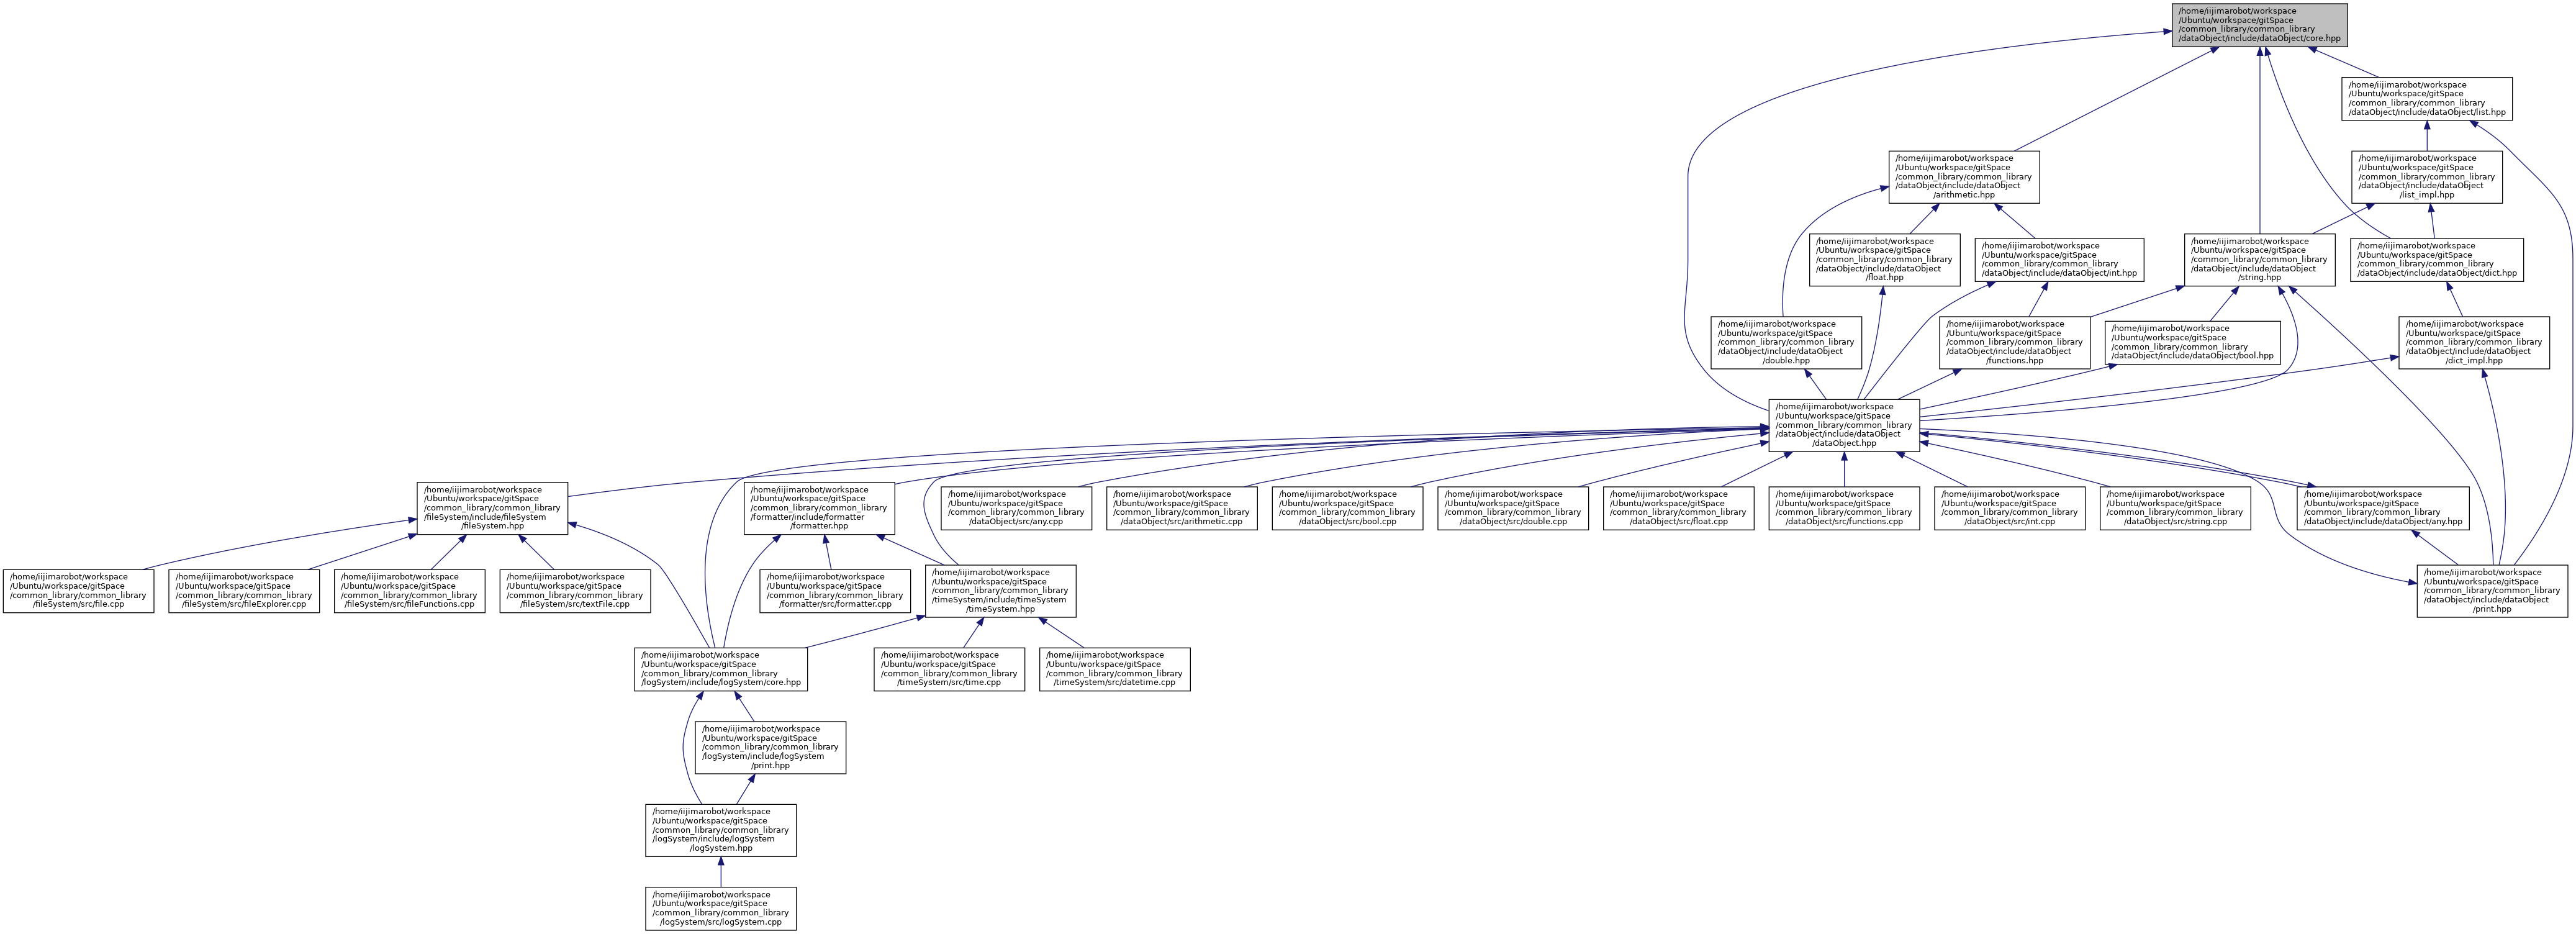 /home/iijimarobot/workspace
/Ubuntu/workspace/gitSpace
/common_library/common_library
/dataObject/include/dataObject/core.hpp
/home/iijimarobot/workspace
/Ubuntu/workspace/gitSpace
/common_library/common_library
/dataObject/include/dataObject/list.hpp
/home/iijimarobot/workspace
/Ubuntu/workspace/gitSpace
/common_library/common_library
/dataObject/include/dataObject
/arithmetic.hpp
/home/iijimarobot/workspace
/Ubuntu/workspace/gitSpace
/common_library/common_library
/dataObject/include/dataObject
/list_impl.hpp
/home/iijimarobot/workspace
/Ubuntu/workspace/gitSpace
/common_library/common_library
/dataObject/include/dataObject
/float.hpp
/home/iijimarobot/workspace
/Ubuntu/workspace/gitSpace
/common_library/common_library
/dataObject/include/dataObject/int.hpp
/home/iijimarobot/workspace
/Ubuntu/workspace/gitSpace
/common_library/common_library
/dataObject/include/dataObject
/string.hpp
/home/iijimarobot/workspace
/Ubuntu/workspace/gitSpace
/common_library/common_library
/dataObject/include/dataObject/dict.hpp
/home/iijimarobot/workspace
/Ubuntu/workspace/gitSpace
/common_library/common_library
/dataObject/include/dataObject
/double.hpp
/home/iijimarobot/workspace
/Ubuntu/workspace/gitSpace
/common_library/common_library
/dataObject/include/dataObject
/functions.hpp
/home/iijimarobot/workspace
/Ubuntu/workspace/gitSpace
/common_library/common_library
/dataObject/include/dataObject/bool.hpp
/home/iijimarobot/workspace
/Ubuntu/workspace/gitSpace
/common_library/common_library
/dataObject/include/dataObject
/dict_impl.hpp
/home/iijimarobot/workspace
/Ubuntu/workspace/gitSpace
/common_library/common_library
/dataObject/include/dataObject
/dataObject.hpp
/home/iijimarobot/workspace
/Ubuntu/workspace/gitSpace
/common_library/common_library
/fileSystem/include/fileSystem
/fileSystem.hpp
/home/iijimarobot/workspace
/Ubuntu/workspace/gitSpace
/common_library/common_library
/formatter/include/formatter
/formatter.hpp
/home/iijimarobot/workspace
/Ubuntu/workspace/gitSpace
/common_library/common_library
/dataObject/src/any.cpp
/home/iijimarobot/workspace
/Ubuntu/workspace/gitSpace
/common_library/common_library
/dataObject/src/arithmetic.cpp
/home/iijimarobot/workspace
/Ubuntu/workspace/gitSpace
/common_library/common_library
/dataObject/src/bool.cpp
/home/iijimarobot/workspace
/Ubuntu/workspace/gitSpace
/common_library/common_library
/dataObject/src/double.cpp
/home/iijimarobot/workspace
/Ubuntu/workspace/gitSpace
/common_library/common_library
/dataObject/src/float.cpp
/home/iijimarobot/workspace
/Ubuntu/workspace/gitSpace
/common_library/common_library
/dataObject/src/functions.cpp
/home/iijimarobot/workspace
/Ubuntu/workspace/gitSpace
/common_library/common_library
/dataObject/src/int.cpp
/home/iijimarobot/workspace
/Ubuntu/workspace/gitSpace
/common_library/common_library
/dataObject/src/string.cpp
/home/iijimarobot/workspace
/Ubuntu/workspace/gitSpace
/common_library/common_library
/dataObject/include/dataObject/any.hpp
/home/iijimarobot/workspace
/Ubuntu/workspace/gitSpace
/common_library/common_library
/fileSystem/src/file.cpp
/home/iijimarobot/workspace
/Ubuntu/workspace/gitSpace
/common_library/common_library
/fileSystem/src/fileExplorer.cpp
/home/iijimarobot/workspace
/Ubuntu/workspace/gitSpace
/common_library/common_library
/fileSystem/src/fileFunctions.cpp
/home/iijimarobot/workspace
/Ubuntu/workspace/gitSpace
/common_library/common_library
/fileSystem/src/textFile.cpp
/home/iijimarobot/workspace
/Ubuntu/workspace/gitSpace
/common_library/common_library
/formatter/src/formatter.cpp
/home/iijimarobot/workspace
/Ubuntu/workspace/gitSpace
/common_library/common_library
/timeSystem/include/timeSystem
/timeSystem.hpp
/home/iijimarobot/workspace
/Ubuntu/workspace/gitSpace
/common_library/common_library
/dataObject/include/dataObject
/print.hpp
/home/iijimarobot/workspace
/Ubuntu/workspace/gitSpace
/common_library/common_library
/logSystem/include/logSystem/core.hpp
/home/iijimarobot/workspace
/Ubuntu/workspace/gitSpace
/common_library/common_library
/timeSystem/src/time.cpp
/home/iijimarobot/workspace
/Ubuntu/workspace/gitSpace
/common_library/common_library
/timeSystem/src/datetime.cpp
/home/iijimarobot/workspace
/Ubuntu/workspace/gitSpace
/common_library/common_library
/logSystem/include/logSystem
/print.hpp
/home/iijimarobot/workspace
/Ubuntu/workspace/gitSpace
/common_library/common_library
/logSystem/include/logSystem
/logSystem.hpp
/home/iijimarobot/workspace
/Ubuntu/workspace/gitSpace
/common_library/common_library
/logSystem/src/logSystem.cpp